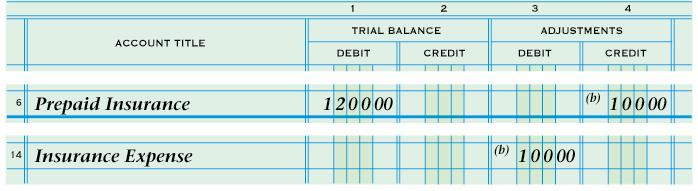 1 2 3 4
ACCOUNT TITLE TRIAL BALANCE ADJUSTMENTS
DEBIT CREDIT DEBIT CREDIT
6 Prepaid Insurance 1 2 0 0 00 (b) 1 0 0 00
14 Insurance Expense (b) 1 0 0 00